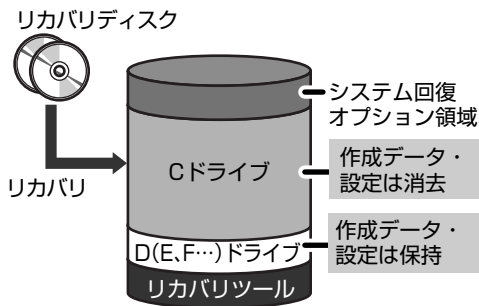 リカバリディスク
システム回復
オプション領域
作成データ・
設定は消去
Cドライブ
リカバリ
作成データ・
設定は保持
D(E、F…)ドライブ
リカバリツール